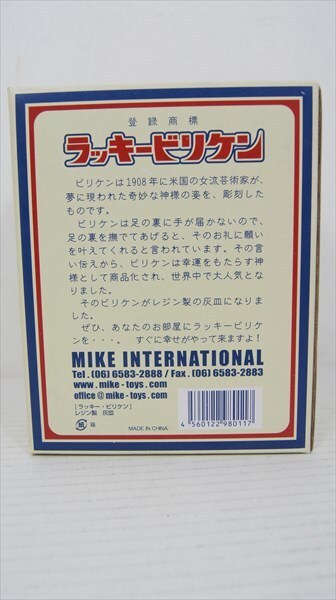 登録商標
ラッキービリケン
ビリケンは1908年に米国の女流芸術家が、
夢に現われた奇妙な神様の姿を、彫刻した
ものです。
ビリケンは足の裏に手が届かないので、
足の裏を撫でてあげると、そのお礼に願い
を叶えてくれると言われています。その言
い伝えから、ビリケンは幸運をもたらす神
様として商品化され、世界中で大人気とな
りました。
そのビリケンがレジン製の灰皿になりま
した。
ぜひ、あなたのお部屋にラッキービリケ
ンを・・・。 すぐに幸せがやって来ますよ!
MIKE INTERNATIONAL
Tel.(06)6583-2888 / Fax.(06)6583-2883
www.mike-toys.com
office@mike-toys.com
[ラッキー・ビリケン]
レジン製 灰皿
紙 箱
MADE IN CHINA
4 560122 980117